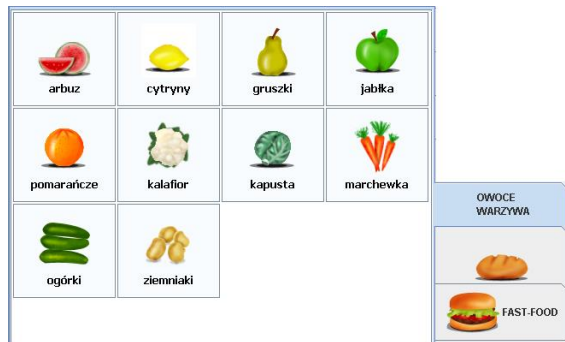 arbuz
cytryny
gruszki
jabłka
pomarańcze
kalafior
kapusta
marchewka
ogórki
ziemniaki
OWOCE
WARZYWA
FAST-FOOD